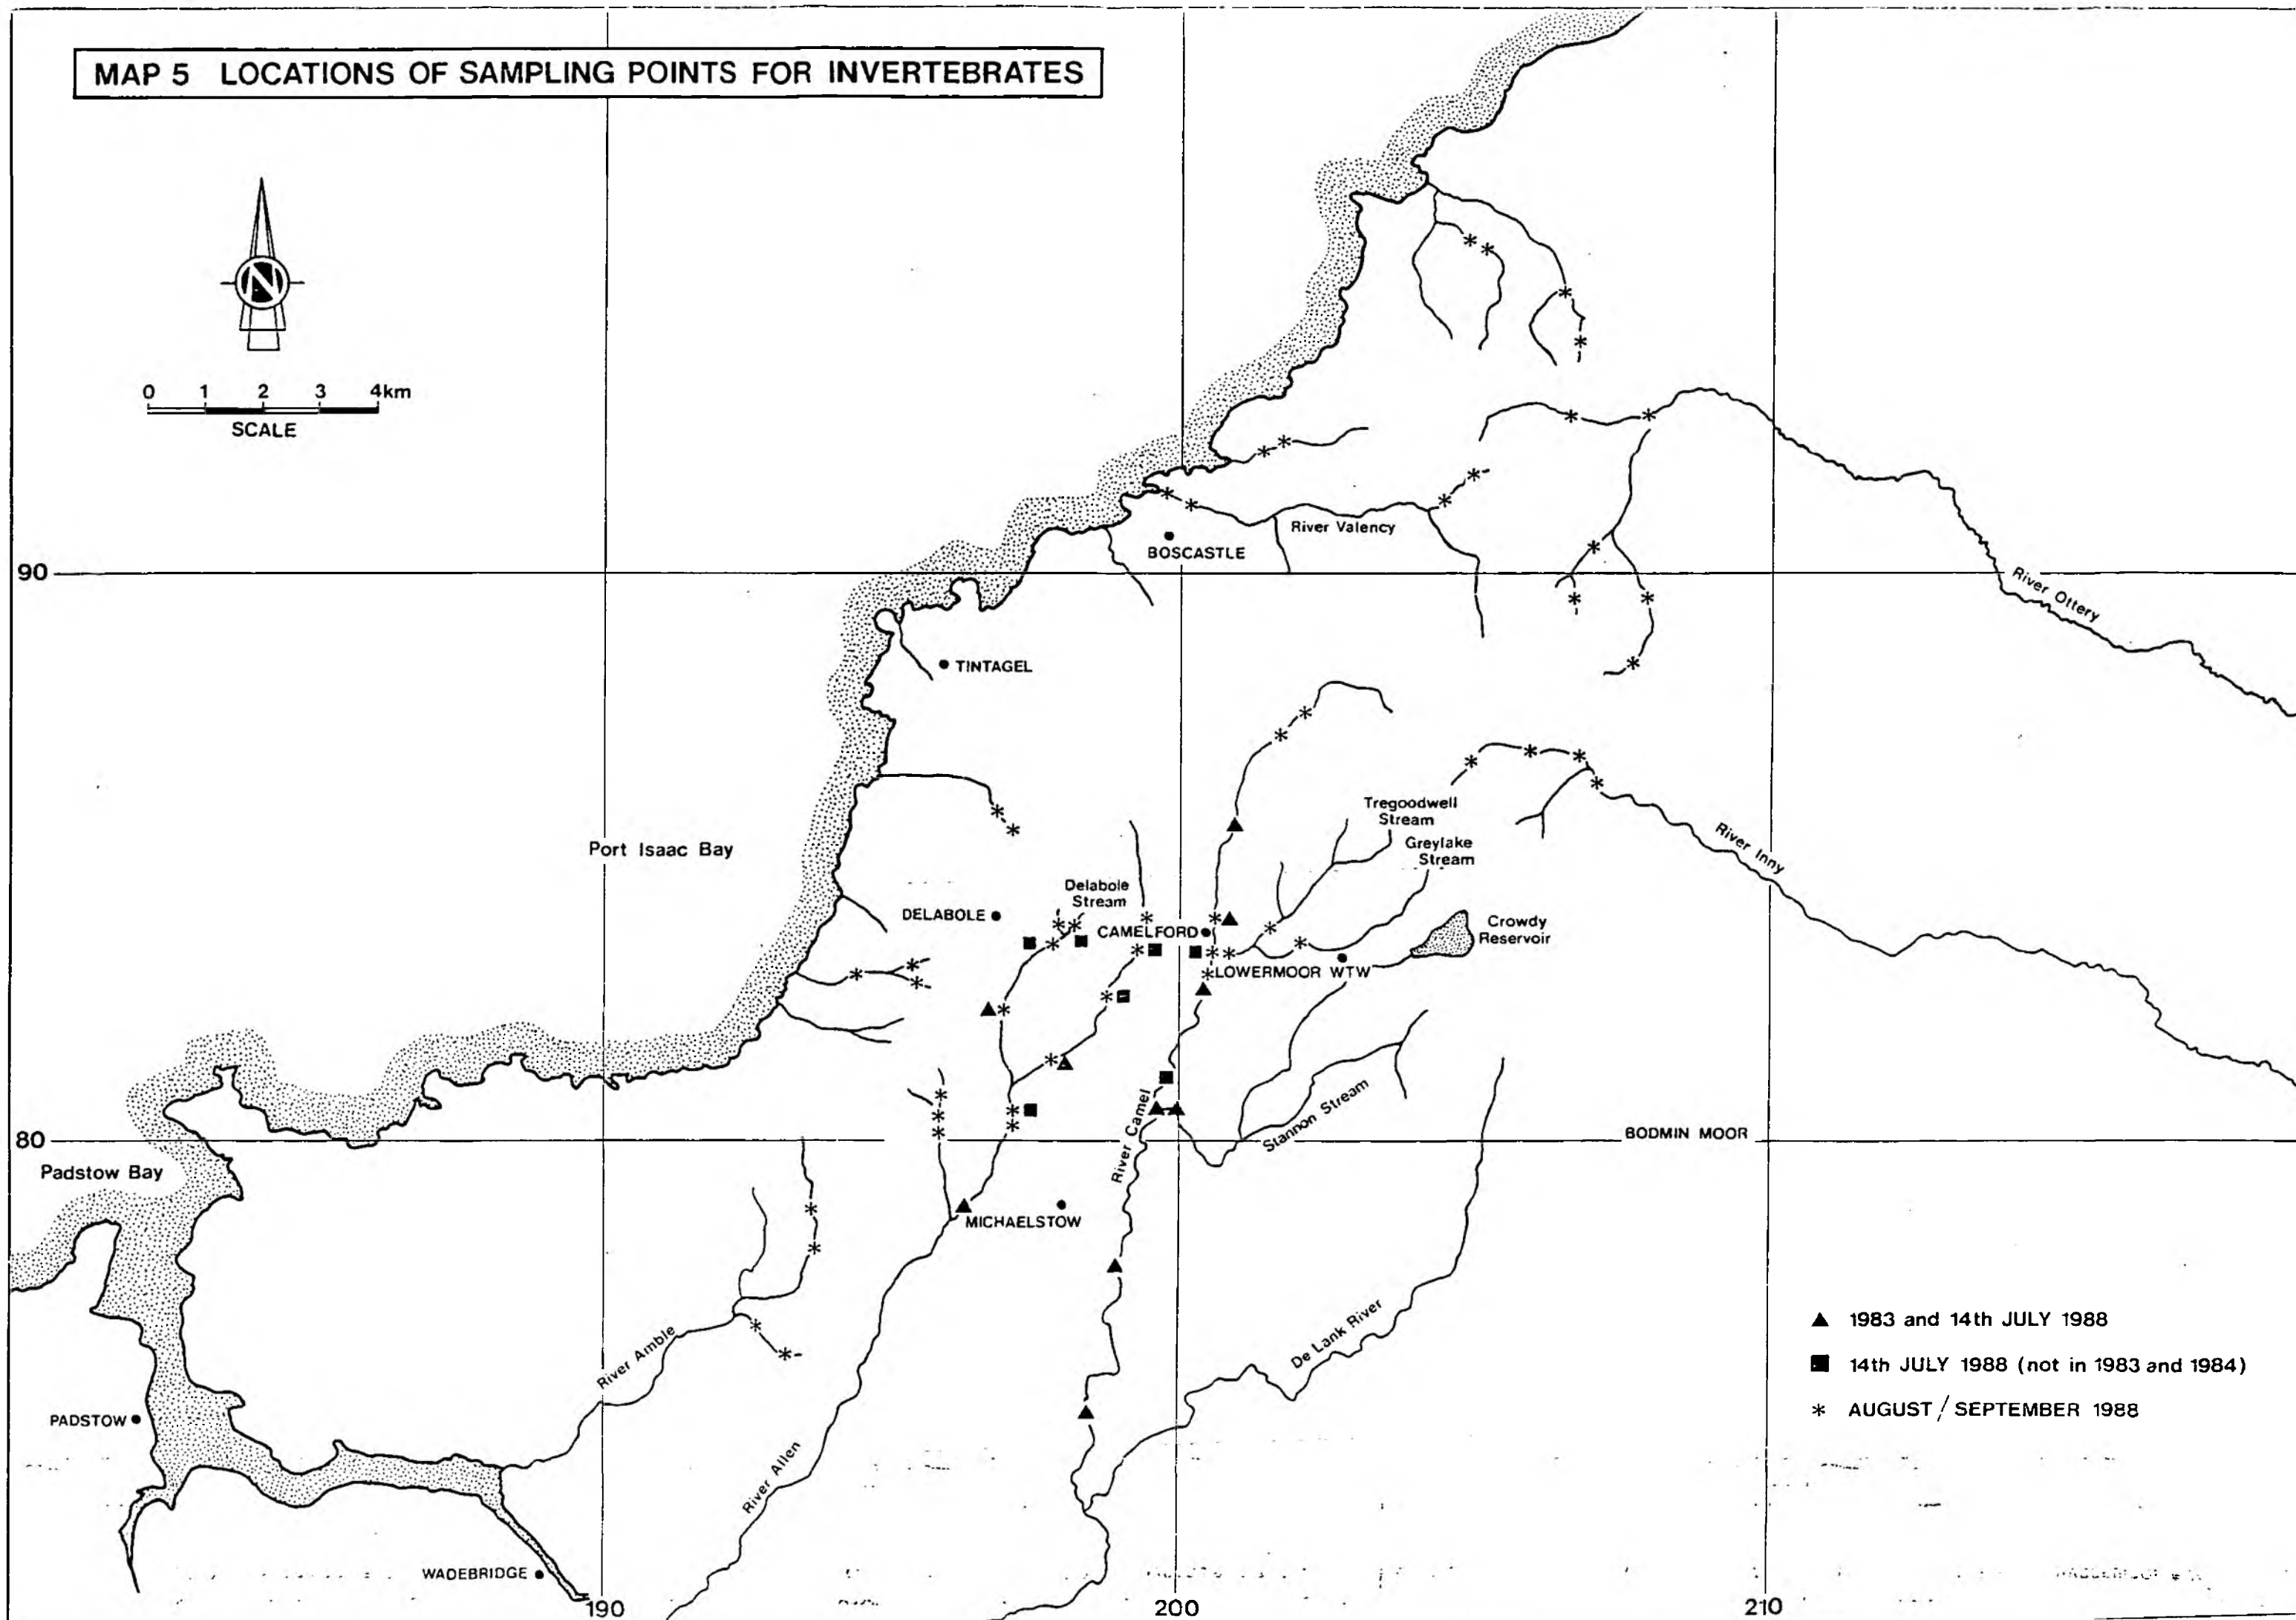 MAP 5 LOCATIONS OF SAMPLING POINTS FOR INVERTEBRATES
N
0 1 2 3 4km
SCALE
River Valency
BOSCASTLE
90
River Ottery
TINTAGEL
Tregoodwell
Stream
Greylake
Stream
River Inny
Port Isaac Bay
Delabole
Stream
DELABOLE
CAMELFORD
Crowdy
Reservoir
LOWERMOOR WTW
River Camel
Stannon Stream
80
BODMIN MOOR
Padstow Bay
MICHAELSTOW
River Amble
De Lank River
▲ 1983 and 14th JULY 1988
■ 14th JULY 1988 (not in 1983 and 1984)
* AUGUST / SEPTEMBER 1988
PADSTOW
River Allen
WADEBRIDGE
190 200 210